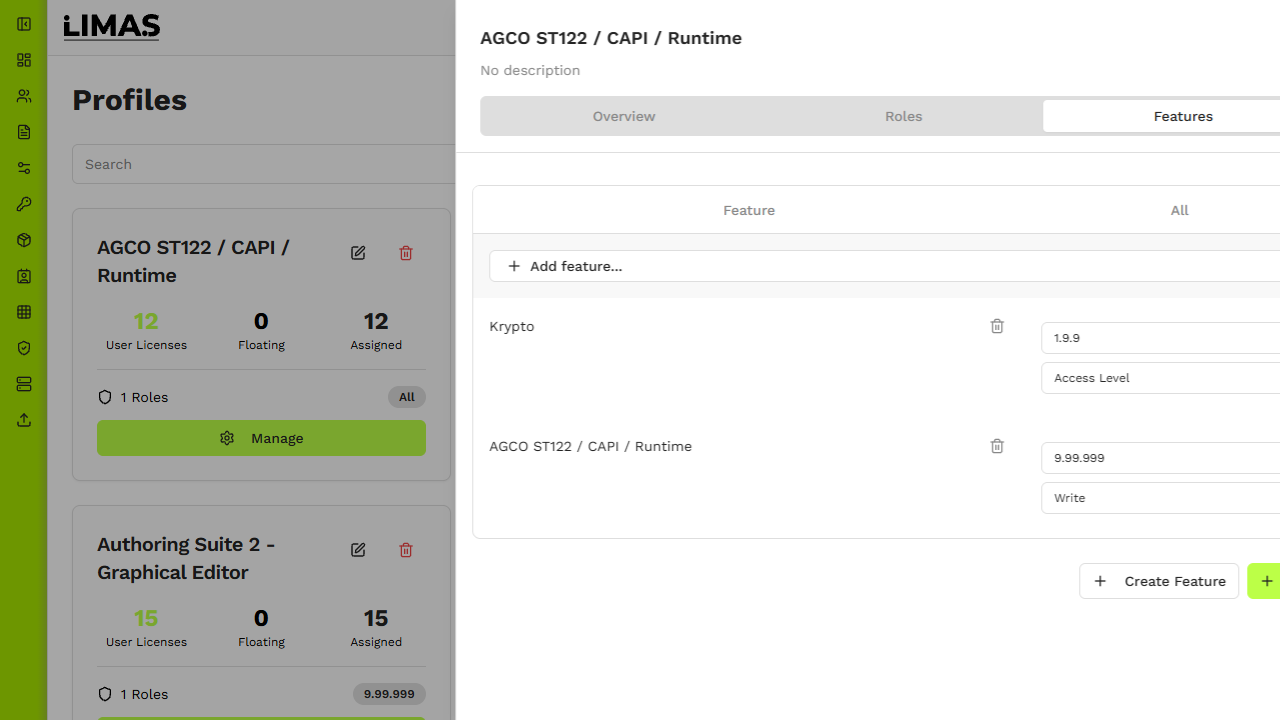 LIMAS
Profiles
Search
AGCO ST122 / CAPI /
Runtime
12
0
12
User Licenses
Floating
Assigned
1 Roles
All
Manage
Authoring Suite 2 -
Graphical Editor
15
0
15
User Licenses
Floating
Assigned
1 Roles
9.99.999
AGCO ST122 / CAPI / Runtime
No description
Overview
Roles
Features
Feature
All
Add feature...
Krypto
1.9.9
Access Level
AGCO ST122 / CAPI / Runtime
9.99.999
Write
Create Feature